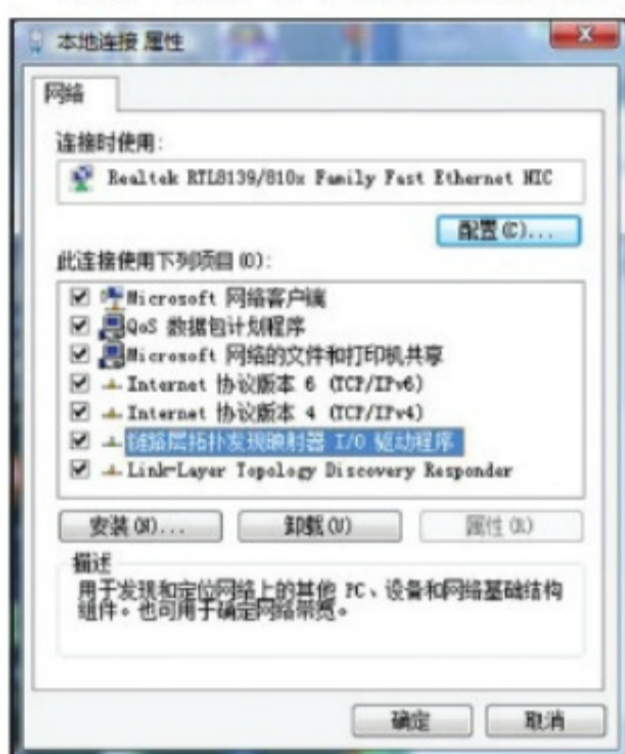 本地连接 属性
网络
连接时使用:
Realtek RTL8139/810x Family Fast Ethernet NIC
配置(C)...
此连接使用下列项目(O):
Microsoft 网络客户端
QoS 数据包计划程序
Microsoft 网络的文件和打印机共享
Internet 协议版本 6 (TCP/IPv6)
Internet 协议版本 4 (TCP/IPv4)
链路层拓扑发现映射器 I/O 驱动程序
Link-Layer Topology Discovery Responder
安装(N)... 卸载(U) 属性(R)
描述
用于发现和定位网络上的其他 PC、设备和网络基础结构
组件。也可用于确定网络带宽。
确定 取消